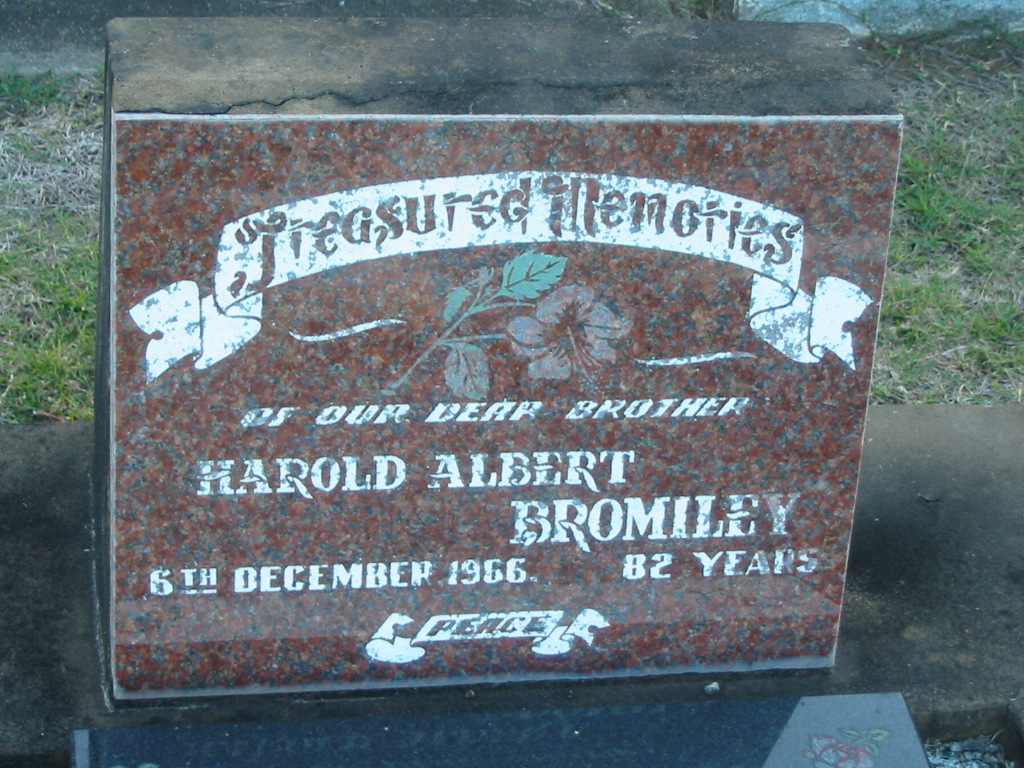 Treasured Memories
OF OUR DEAR BROTHER
HAROLD ALBERT
BROMILEY
6TH DECEMBER 1966. 82 YEARS
PEACE